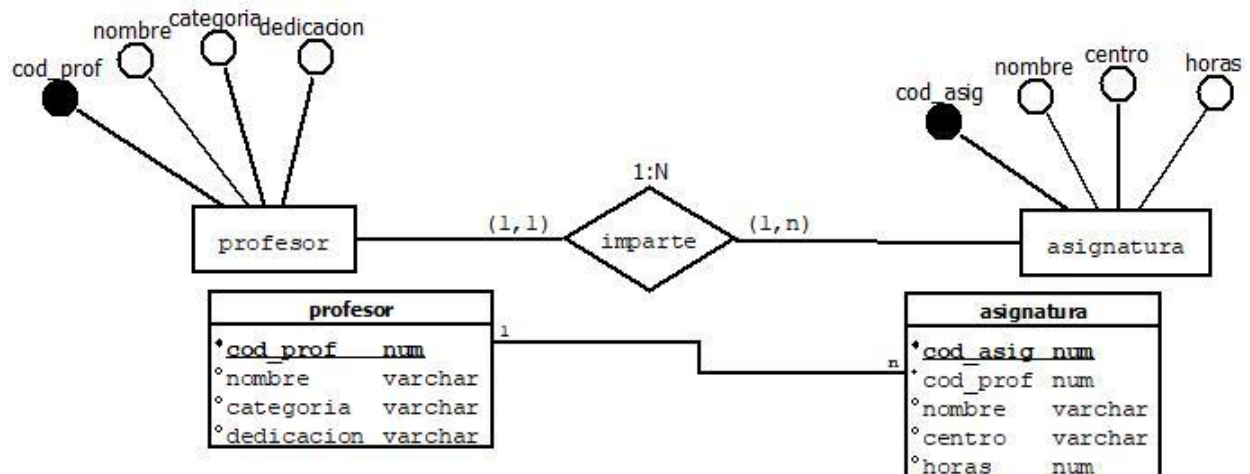 cod_prof
nombre
categoria
dedicacion
cod_asig
nombre
centro
horas
1:N
profesor
(1,1)
imparte
(1,n)
asignatura
profesor
cod_prof num
nombre varchar
categoria varchar
dedicacion varchar
1
n
asignatura
cod_asig num
cod_prof num
nombre varchar
centro varchar
horas num